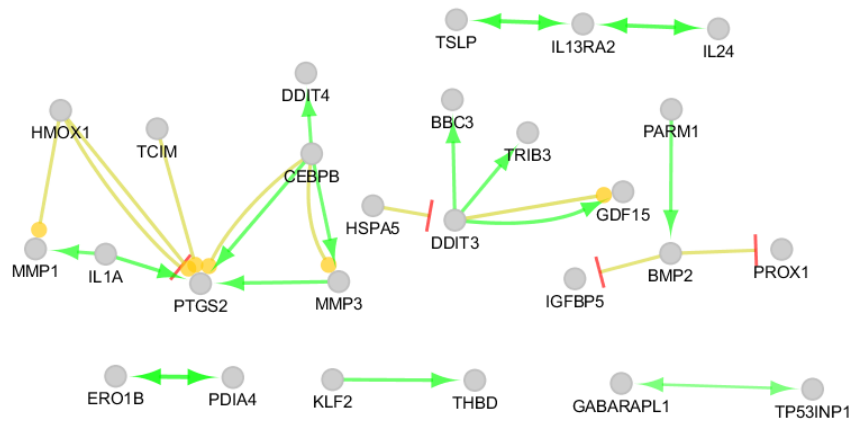 TSLP
IL13RA2
IL24
DDIT4
HMOX1
TCIM
CEBPB
BBC3
TRIB3
PARM1
HSPA5
DDIT3
GDF15
MMP1
IL1A
PTGS2
MMP3
IGFBP5
BMP2
PROX1
ERO1B
PDIA4
KLF2
THBD
GABARAPL1
TP53INP1